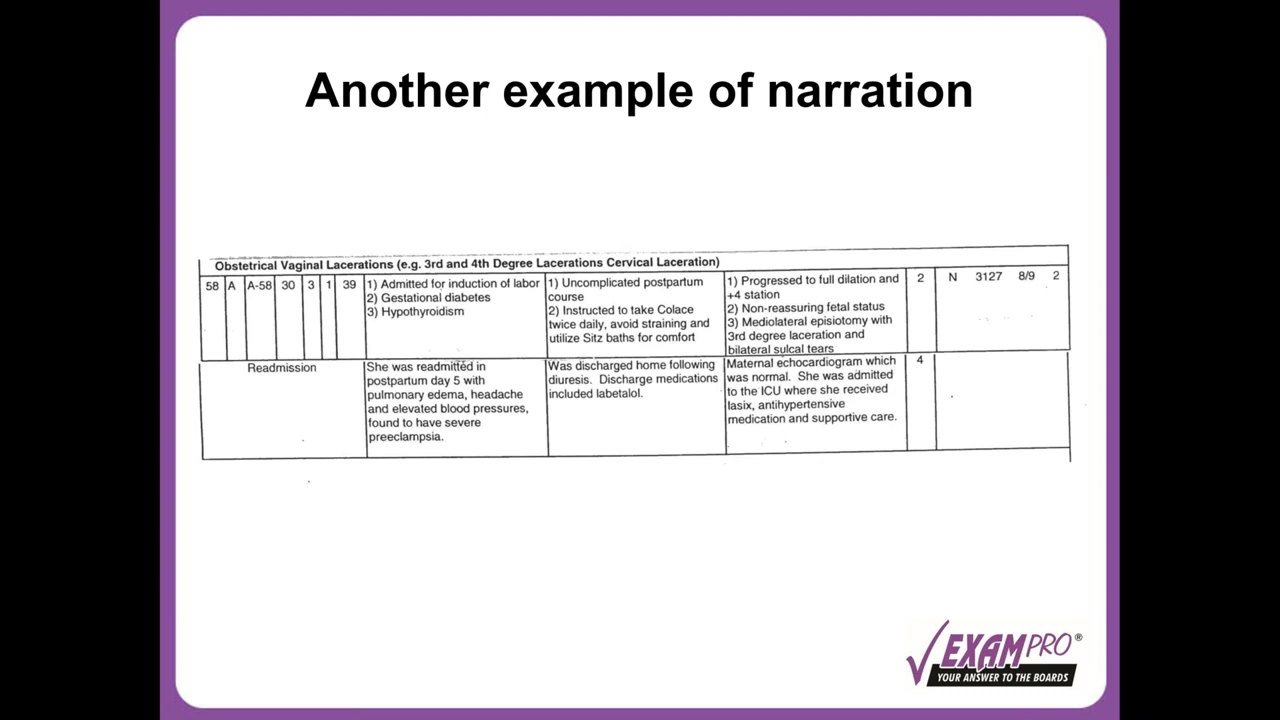 Another example of narration
Obstetrical Vaginal Lacerations (e.g. 3rd and 4th Degree Lacerations Cervical Laceration)
58 A A-58 30 3 1 39
1) Admitted for induction of labor
2) Gestational diabetes
3) Hypothyroidism
1) Uncomplicated postpartum
course
2) Instructed to take Colace
twice daily, avoid straining and
utilize Sitz baths for comfort
1) Progressed to full dilation and
+4 station
2) Non-reassuring fetal status
3) Mediolateral episiotomy with
3rd degree laceration and
bilateral sulcal tears
2 N 3127 8/9 2
Readmission
She was readmitted in
postpartum day 5 with
pulmonary edema, headache
and elevated blood pressures,
found to have severe
preeclampsia.
Was discharged home following
diuresis. Discharge medications
included labetalol.
Maternal echocardiogram which
was normal. She was admitted
to the ICU where she received
lasix, antihypertensive
medication and supportive care.
4
EXAMPRO®
YOUR ANSWER TO THE BOARDS